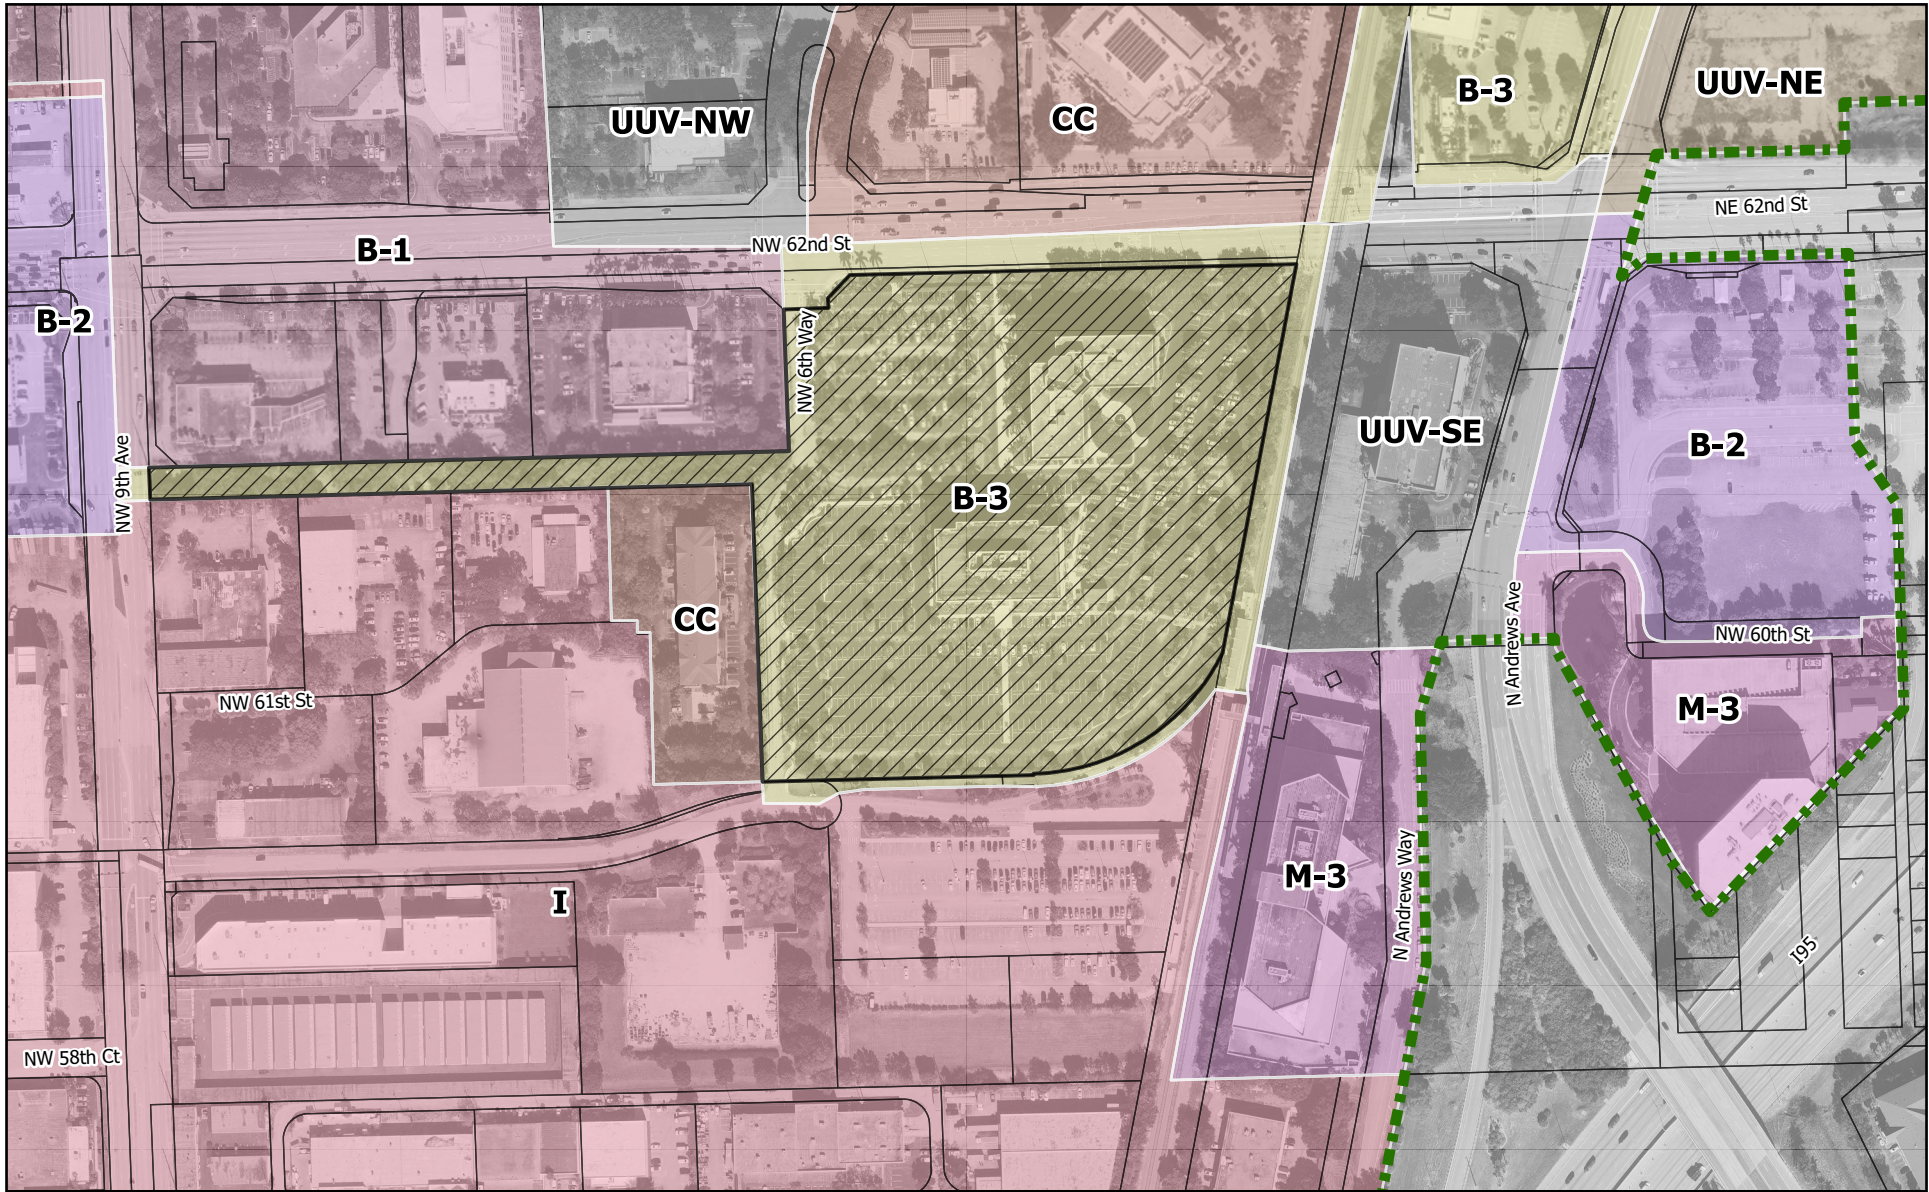 UUV-NE
B-3
UUV-NW
CC
NE 62nd St
NW 62nd St
B-1
B-2
NW 6th Way
UUV-SE
B-2
NW 9th Ave
B-3
CC
N Andrews Ave
NW 60th St
NW 61st St
M-3
M-3
N Andrews Way
I
I95
NW 58th Ct